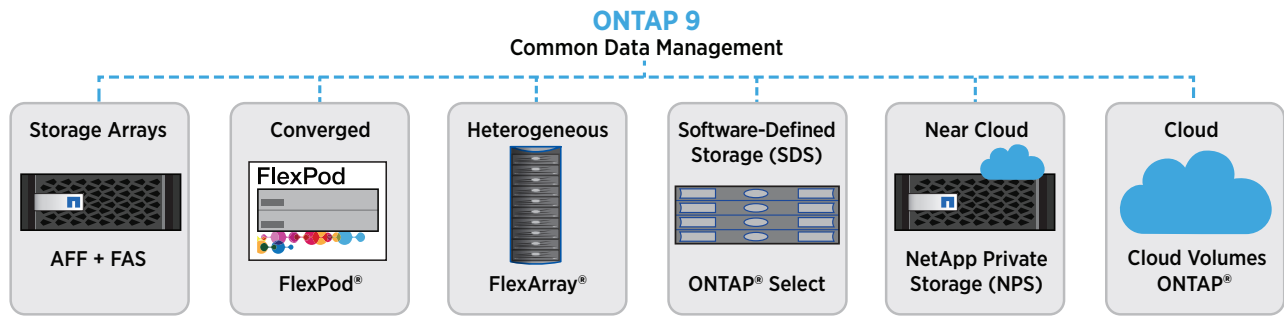 ONTAP 9
Common Data Management
Storage Arrays
AFF + FAS
Converged
FlexPod
FlexPod®
Heterogeneous
FlexArray®
Software-Defined
Storage (SDS)
ONTAP® Select
Near Cloud
NetApp Private
Storage (NPS)
Cloud
Cloud Volumes
ONTAP®